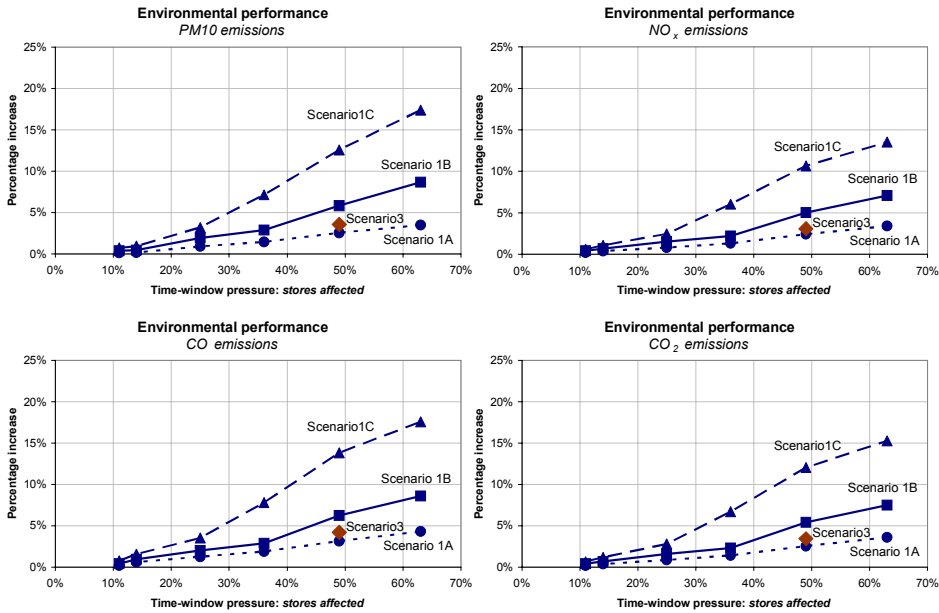 Environmental performance
PM10 emissions
25%
20%
15%
10%
5%
0%
Percentage increase
Scenario1C
Scenario 1B
Scenario3
Scenario 1A
0% 10% 20% 30% 40% 50% 60% 70%
Time-window pressure: stores affected
Environmental performance
NOx emissions
25%
20%
15%
10%
5%
0%
Percentage increase
Scenario1C
Scenario 1B
Scenario3
Scenario 1A
0% 10% 20% 30% 40% 50% 60% 70%
Time-window pressure: stores affected
Environmental performance
CO emissions
25%
20%
15%
10%
5%
0%
Percentage increase
Scenario1C
Scenario 1B
Scenario3
Scenario 1A
0% 10% 20% 30% 40% 50% 60% 70%
Time-window pressure: stores affected
Environmental performance
CO2 emissions
25%
20%
15%
10%
5%
0%
Percentage increase
Scenario1C
Scenario 1B
Scenario3
Scenario 1A
0% 10% 20% 30% 40% 50% 60% 70%
Time-window pressure: stores affected